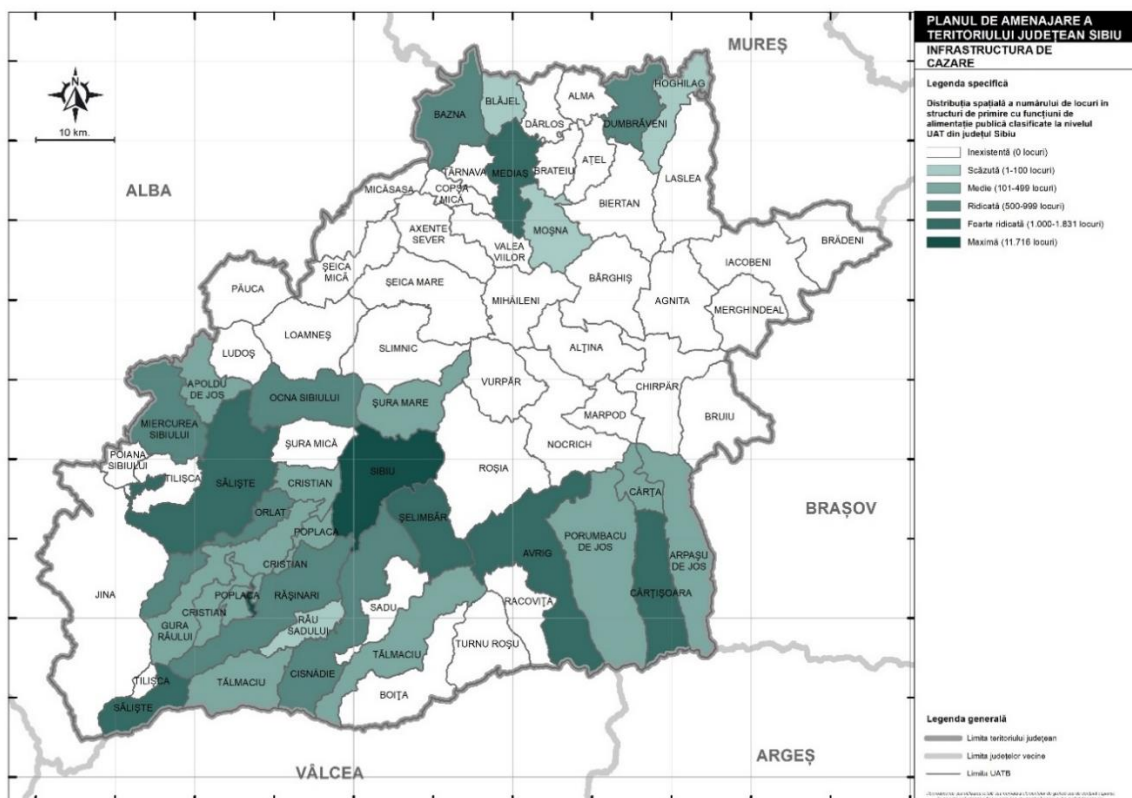 PLANUL DE AMENAJARE A
TERITORIULUI JUDEȚEAN SIBIU
INFRASTRUCTURA DE
CAZARE
Legenda specifică
Distribuția spațială a numărului de locuri în
structuri de primire cu funcțiuni de
alimentație publică clasificate la nivelul
UAT din județul Sibiu
Inexistentă (0 locuri)
Scăzută (1-100 locuri)
Medie (101-499 locuri)
Ridicată (500-999 locuri)
Foarte ridicată (1.000-1.831 locuri)
Maximă (11.716 locuri)
N
10 km.
MUREȘ
ALBA
BRAȘOV
ARGEȘ
VÂLCEA
HOGHILAG
ALMA
BLĂJEL
BAZNA
DÂRLOS
DUMBRĂVENI
AȚEL
TÂRNAVA
MEDIAȘ
BRATEIU
LASLEA
MICĂSASA
COPȘA
MICĂ
BIERTAN
AXENTE
SEVER
MOȘNA
VALEA
VIILOR
BRĂDENI
ȘEICA
MICĂ
IACOBENI
BÂRGHIȘ
PĂUCA
ȘEICA MARE
MIHĂILENI
AGNITA
MERGHINDEAL
LOAMNEȘ
SLIMNIC
ALȚINA
LUDOȘ
APOLDU
DE JOS
VURPĂR
CHIRPĂR
OCNA SIBIULUI
ȘURA MARE
MARPOD
BRUIU
MIERCUREA
SIBIULUI
ȘURA MICĂ
NOCRICH
POIANA
SIBIULUI
TILIȘCA
SĂLIȘTE
CRISTIAN
SIBIU
ROȘIA
CÂRȚA
ORLAT
ȘELIMBĂR
POPLACA
AVRIG
PORUMBACU
DE JOS
ARPAȘU
DE JOS
CRISTIAN
JINA
POPLACA
RĂȘINARI
CÂRȚIȘOARA
CRISTIAN
SADU
RACOVIȚA
GURA
RÂULUI
RÂU
SADULUI
TURNU ROȘU
TĂLMACIU
TILIȘCA
TĂLMACIU
CISNĂDIE
BOIȚA
SĂLIȘTE
Legenda generală
Limita teritoriului județean
Limita județelor vecine
Limita UATB